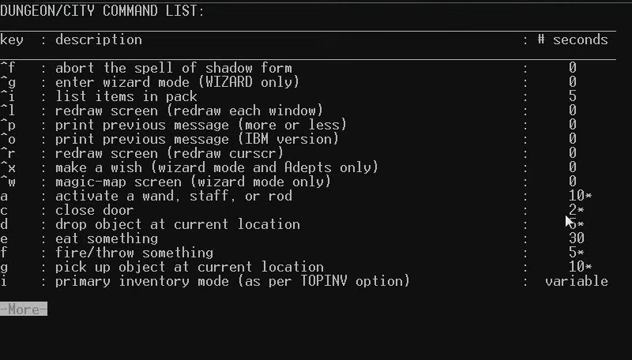 DUNGEON/CITY COMMAND LIST:
key : description : # seconds
^f : abort the spell of shadow form 0
^g : enter wizard mode (WIZARD only) : 0
^i : list items in pack : 5
^l : redraw screen (redraw each window) : 0
^p : print previous message (more or less) : 0
^o : print previous message (IBM version) : 0
^r : redraw screen (redraw curscr) : 0
^x : make a wish (wizard mode and Adepts only) : 0
^w : magic-map screen (wizard mode only) : 0
a : activate a wand, staff, or rod : 10*
c : close door : 2*
d : drop object at current location : 5*
e : eat something : 30
f : fire/throw something : 5*
g : pick up object at current location : 10*
i : primary inventory mode (as per TOPINV option) : variable
-More-